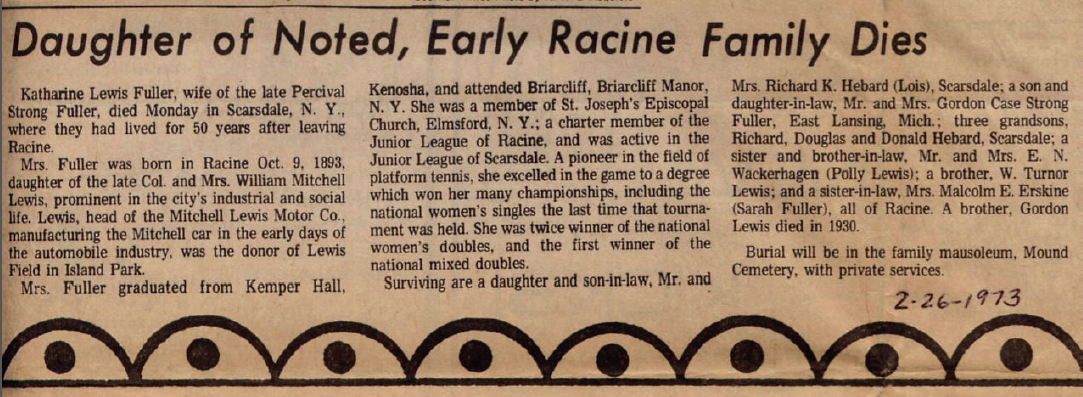 Daughter of Noted, Early Racine Family Dies
Katharine Lewis Fuller, wife of the late Percival
Strong Fuller, died Monday in Scarsdale, N. Y.,
where they had lived for 50 years after leaving
Racine.
Mrs. Fuller was born in Racine Oct. 9, 1893,
daughter of the late Col. and Mrs. William Mitchell
Lewis, prominent in the city's industrial and social
life. Lewis, head of the Mitchell Lewis Motor Co.,
manufacturing the Mitchell car in the early days of
the automobile industry, was the donor of Lewis
Field in Island Park.
Mrs. Fuller graduated from Kemper Hall,
Kenosha, and attended Briarcliff, Briarcliff Manor,
N. Y. She was a member of St. Joseph's Episcopal
Church, Elmsford, N. Y.; a charter member of the
Junior League of Racine, and was active in the
Junior League of Scarsdale. A pioneer in the field of
platform tennis, she excelled in the game to a degree
which won her many championships, including the
national women's singles the last time that tourna-
ment was held. She was twice winner of the national
women's doubles, and the first winner of the
national mixed doubles.
Surviving are a daughter and son-in-law, Mr. and
Mrs. Richard K. Hebard (Lois), Scarsdale; a son and
daughter-in-law, Mr. and Mrs. Gordon Case Strong
Fuller, East Lansing, Mich.; three grandsons,
Richard, Douglas and Donald Hebard, Scarsdale; a
sister and brother-in-law, Mr. and Mrs. E. N.
Wackerhagen (Polly Lewis); a brother, W. Turnor
Lewis; and a sister-in-law, Mrs. Malcolm E. Erskine
(Sarah Fuller), all of Racine. A brother, Gordon
Lewis died in 1930.
Burial will be in the family mausoleum, Mound
Cemetery, with private services.
2-26-1973